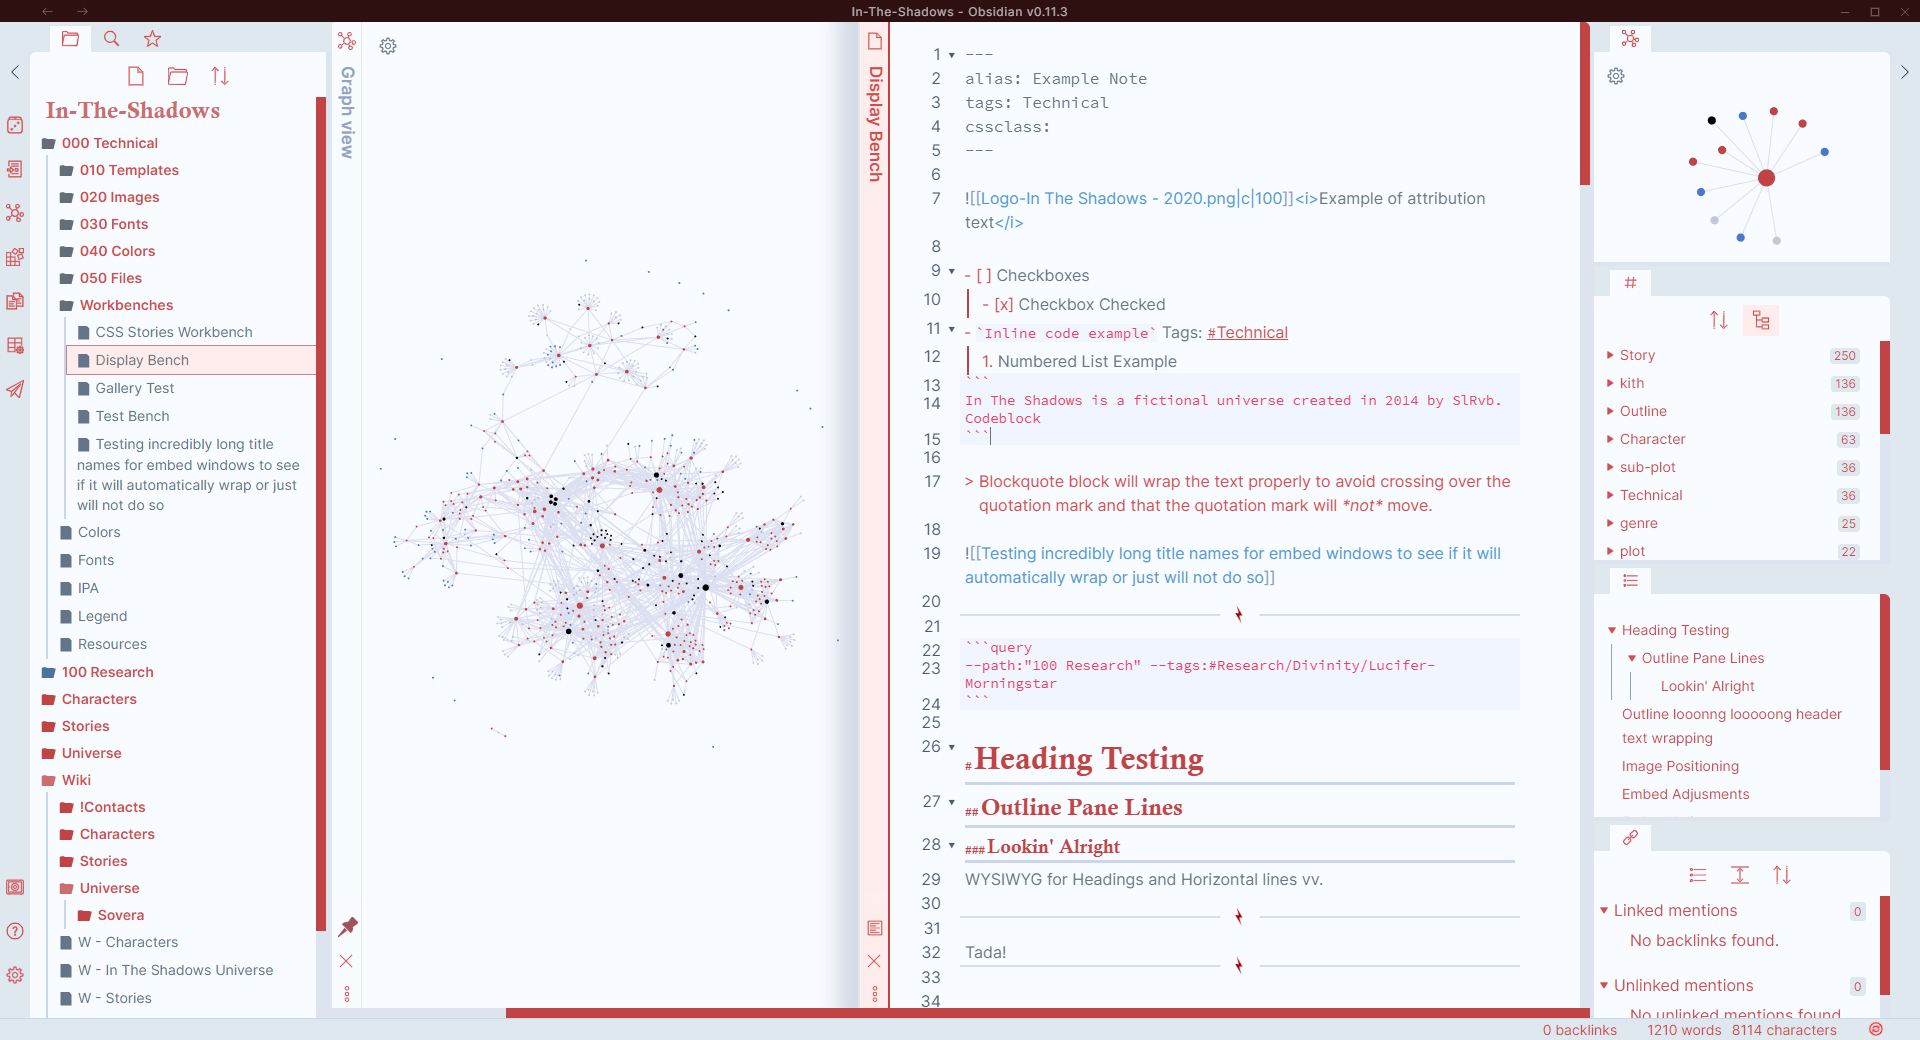 In-The-Shadows - Obsidian v0.11.3
In-The-Shadows
000 Technical
010 Templates
020 Images
030 Fonts
040 Colors
050 Files
Workbenches
CSS Stories Workbench
Display Bench
Gallery Test
Test Bench
Testing incredibly long title
names for embed windows to see
if it will automatically wrap or just
will not do so
Colors
Fonts
IPA
Legend
Resources
100 Research
Characters
Stories
Universe
Wiki
!Contacts
Characters
Stories
Universe
Sovera
W - Characters
W - In The Shadows Universe
W - Stories
Graph view
Display Bench
1 ---
2 alias: Example Note
3 tags: Technical
4 cssclass:
5 ---
6
7 ![[Logo-In The Shadows - 2020.png|c|100]]<i>Example of attribution
text</i>
8
9 - [ ] Checkboxes
10 - [x] Checkbox Checked
11 - `Inline code example` Tags: #Technical
12 1. Numbered List Example
13 ```
14 In The Shadows is a fictional universe created in 2014 by SlRvb.
Codeblock
15 ```
16
17 > Blockquote block will wrap the text properly to avoid crossing over the
quotation mark and that the quotation mark will *not* move.
18
19 ![[Testing incredibly long title names for embed windows to see if it will
automatically wrap or just will not do so]]
20
21
22 ```query
23 --path:"100 Research" --tags:#Research/Divinity/Lucifer-
Morningstar
24 ```
25
26 # Heading Testing
27 ## Outline Pane Lines
28 ### Lookin' Alright
29 WYSIWYG for Headings and Horizontal lines vv.
30
31
32 Tada!
33
34
Story 250
kith 136
Outline 136
Character 63
sub-plot 36
Technical 36
genre 25
plot 22
Heading Testing
Outline Pane Lines
Lookin' Alright
Outline looonng looooong header
text wrapping
Image Positioning
Embed Adjusments
Linked mentions 0
No backlinks found.
Unlinked mentions 0
No unlinked mentions found.
0 backlinks 1210 words 8114 characters